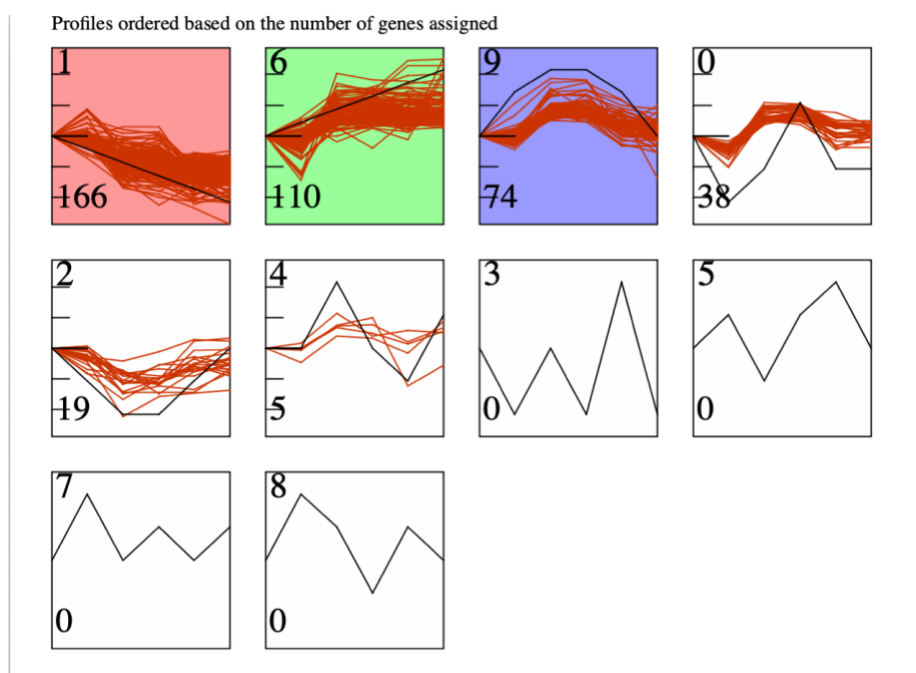 Profiles ordered based on the number of genes assigned
1 6 9 0
166 110 74 38
2 4 3 5
19 5 0 0
7 8
0 0